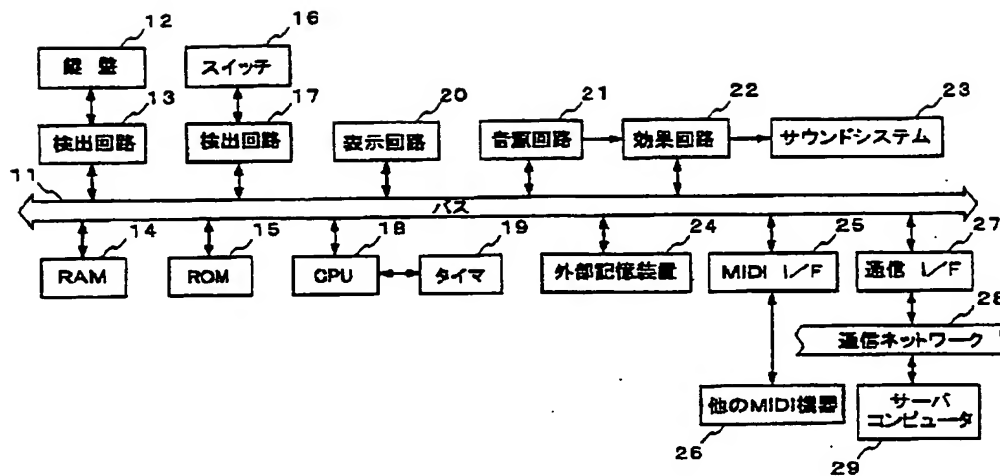 12
16
鍵 盤
スイッチ
13
17
20
21
22
23
検出回路
検出回路
表示回路
音源回路
効果回路
サウンドシステム
11
バス
14
15
18
19
24
25
27
RAM
ROM
CPU
タイマ
外部記憶装置
MIDI I/F
通信 I/F
28
通信ネットワーク
他のMIDI機器
サーバ
コンピュータ
26
29